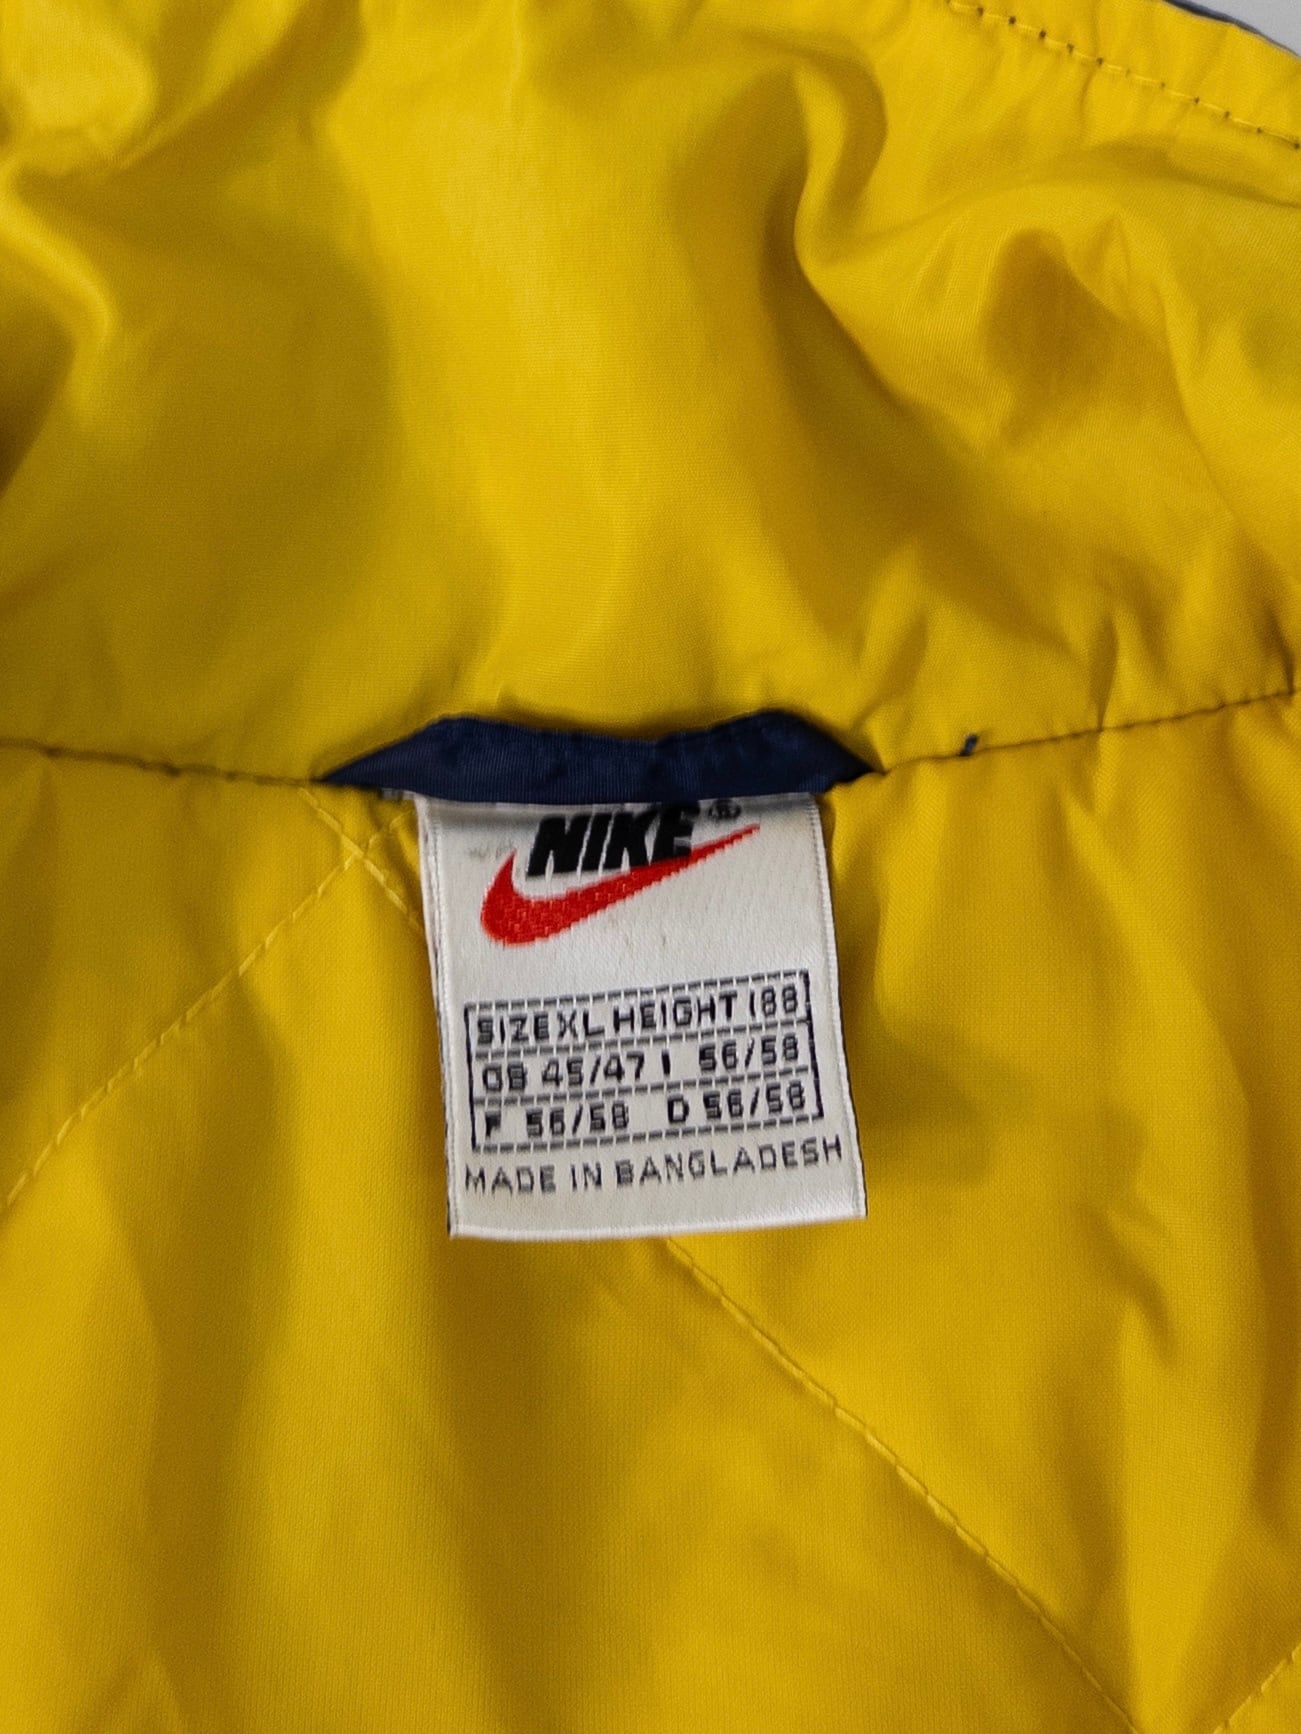 NIKE®
SIZE XL HEIGHT 188
GB 45/47 I 56/58
F 56/58 D 56/58
MADE IN BANGLADESH